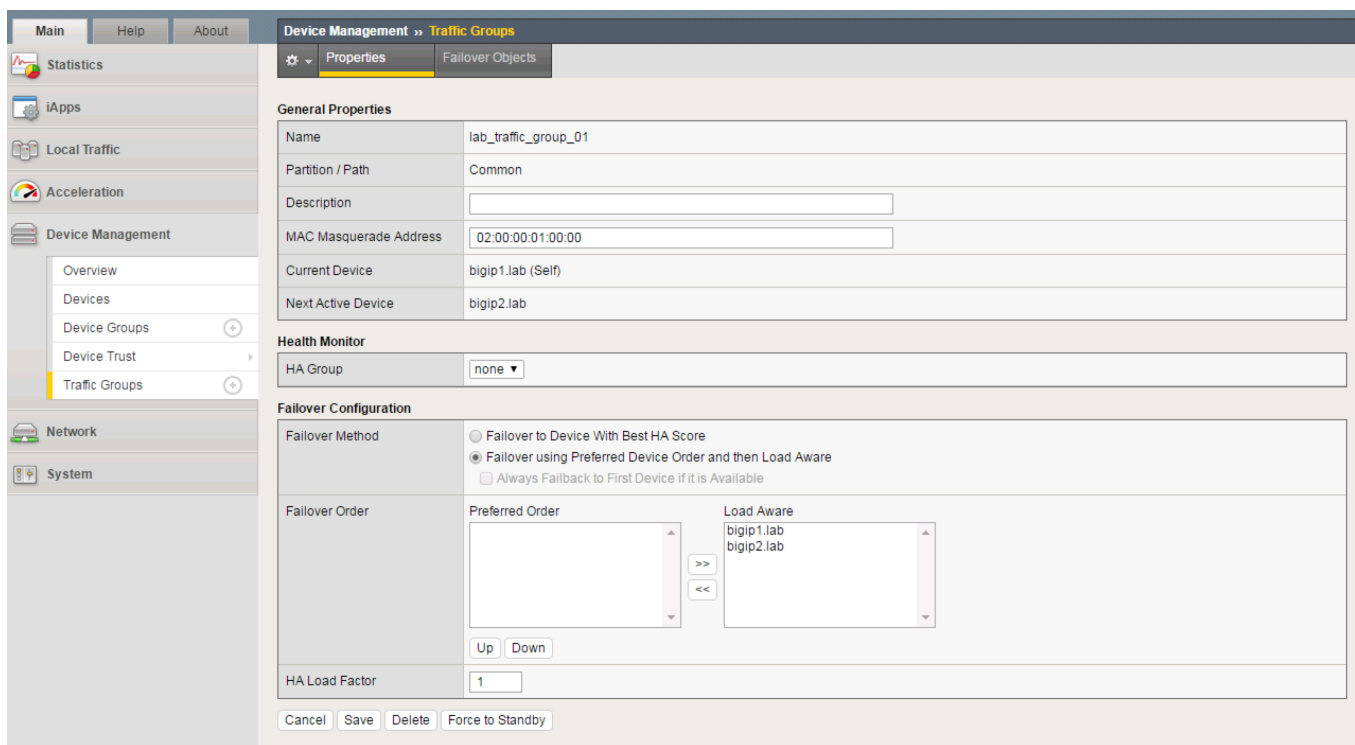 Main
Help
About
Statistics
iApps
Local Traffic
Acceleration
Device Management
Overview
Devices
Device Groups
Device Trust
Traffic Groups
Network
System
Device Management ›› Traffic Groups
Properties
Failover Objects
General Properties
Name lab_traffic_group_01
Partition / Path Common
Description
MAC Masquerade Address 02:00:00:01:00:00
Current Device bigip1.lab (Self)
Next Active Device bigip2.lab
Health Monitor
HA Group none
Failover Configuration
Failover Method Failover to Device With Best HA Score
Failover using Preferred Device Order and then Load Aware
Always Failback to First Device if it is Available
Failover Order Preferred Order Load Aware
bigip1.lab
bigip2.lab
>>
<<
Up Down
HA Load Factor 1
Cancel Save Delete Force to Standby